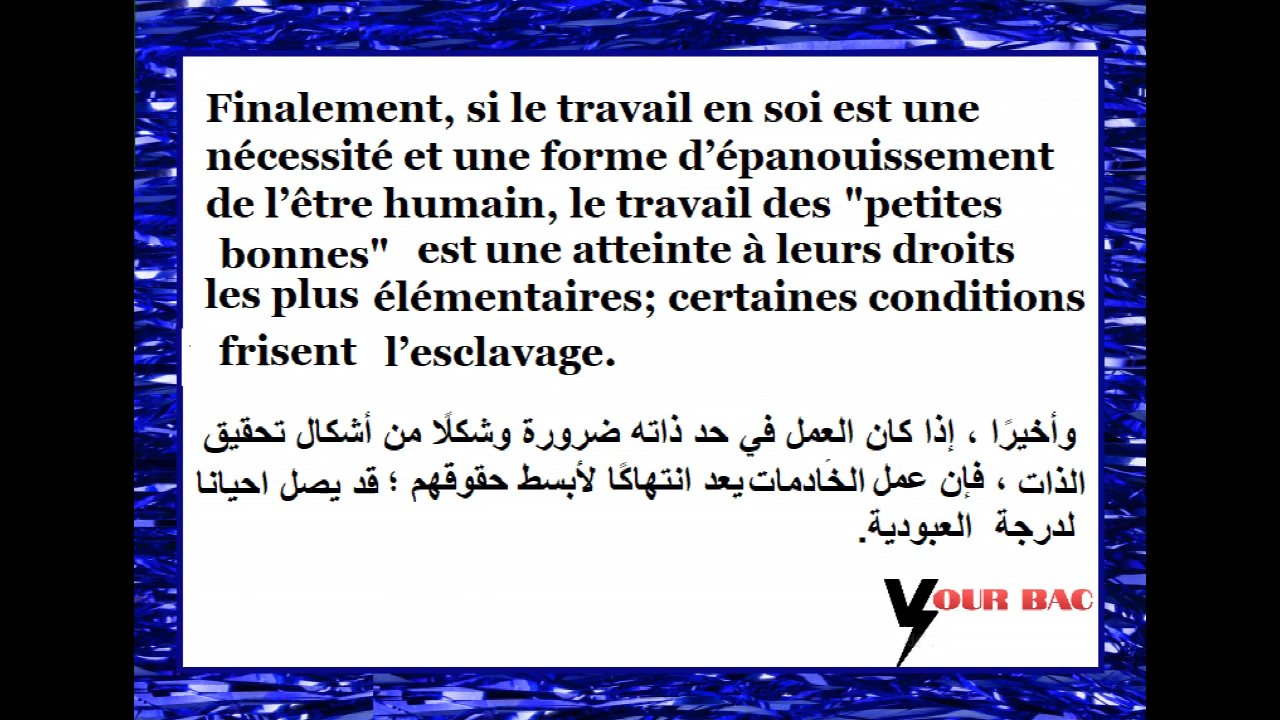 Finalement, si le travail en soi est une
nécessité et une forme d’épanouissement
de l’être humain, le travail des "petites
bonnes" est une atteinte à leurs droits
les plus élémentaires; certaines conditions
frisent l’esclavage.
وأخيرًا ، إذا كان العمل في حد ذاته ضرورة وشكلًا من أشكال تحقيق
الذات ، فإن عمل الخادمات يعد انتهاكًا لأبسط حقوقهم ؛ قد يصل احيانا
لدرجة العبودية.
YOUR BAC